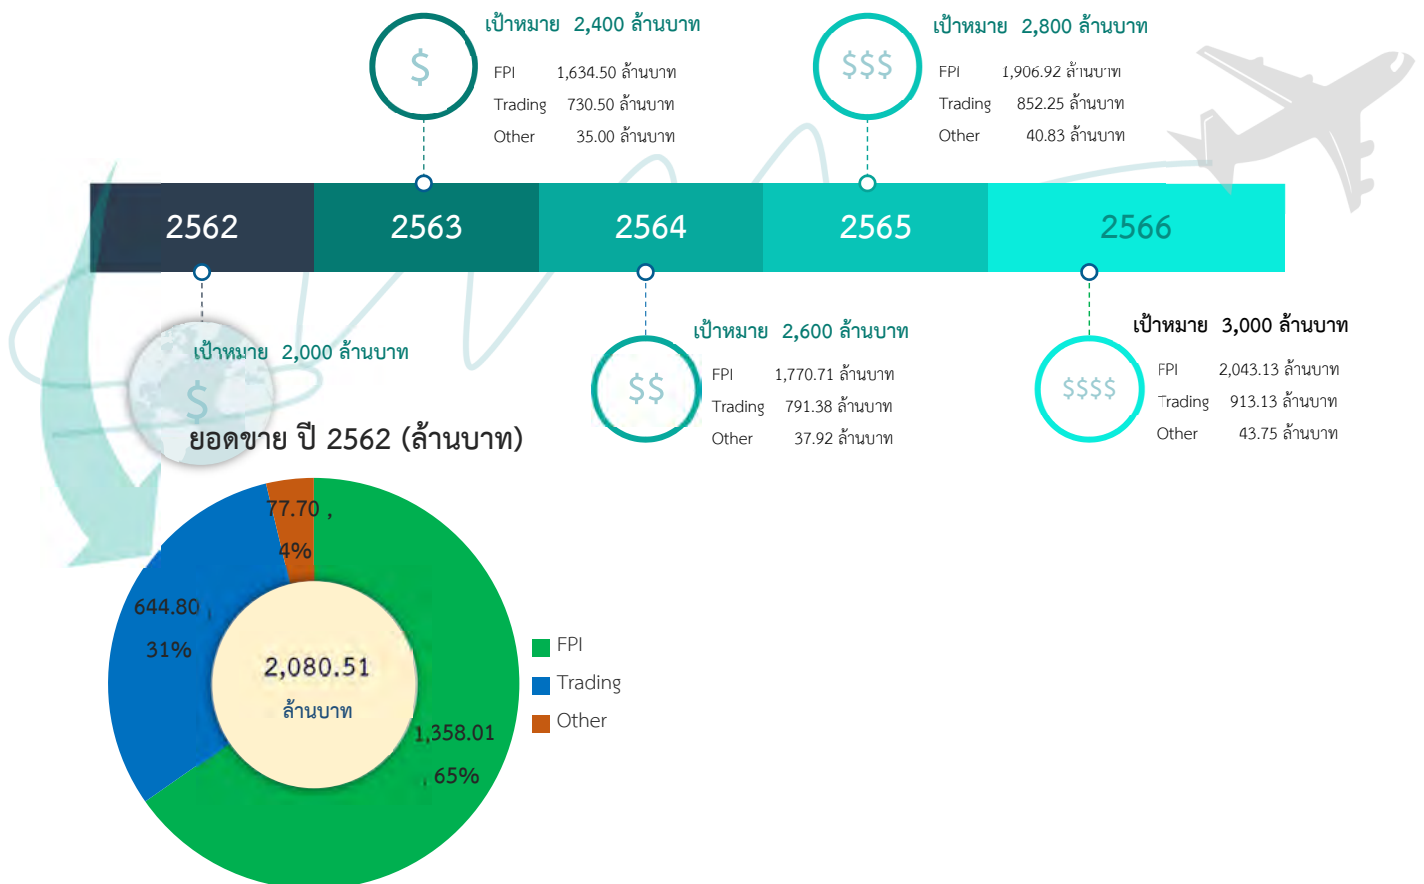 เป้าหมาย 2,400 ล้านบาท
$
FPI 1,634.50 ล้านบาท
Trading 730.50 ล้านบาท
Other 35.00 ล้านบาท
เป้าหมาย 2,800 ล้านบาท
$$$
FPI 1,906.92 ล้านบาท
Trading 852.25 ล้านบาท
Other 40.83 ล้านบาท
2562
2563
2564
2565
2566
เป้าหมาย 2,000 ล้านบาท
$
เป้าหมาย 2,600 ล้านบาท
$$
FPI 1,770.71 ล้านบาท
Trading 791.38 ล้านบาท
Other 37.92 ล้านบาท
เป้าหมาย 3,000 ล้านบาท
$$$$
FPI 2,043.13 ล้านบาท
Trading 913.13 ล้านบาท
Other 43.75 ล้านบาท
ยอดขาย ปี 2562 (ล้านบาท)
77.70 ,
4%
644.80 ,
31%
2,080.51
ล้านบาท
1,358.01
, 65%
FPI
Trading
Other